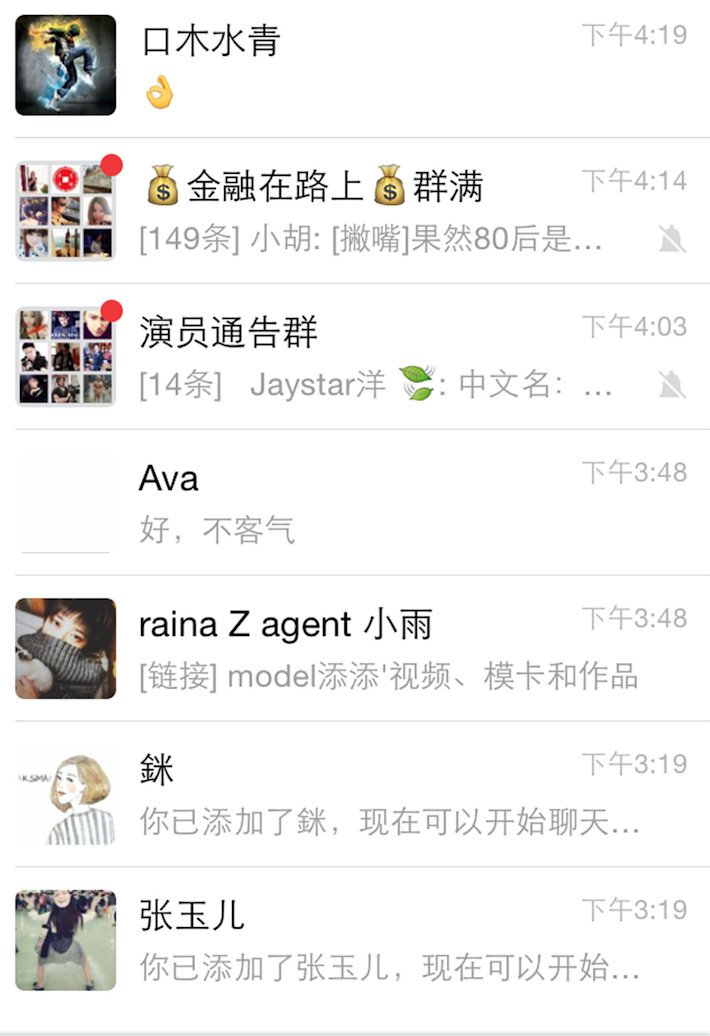 口木水青
下午4:19
👌
💰金融在路上💰群满
下午4:14
[149条] 小胡: [撇嘴]果然80后是...
演员通告群
下午4:03
[14条] Jaystar洋 🍃: 中文名: ...
Ava
下午3:48
好，不客气
raina Z agent 小雨
下午3:48
[链接] model添添'视频、模卡和作品
\K.SIMA/
銤
下午3:19
你已添加了銤，现在可以开始聊天...
张玉儿
下午3:19
你已添加了张玉儿，现在可以开始...